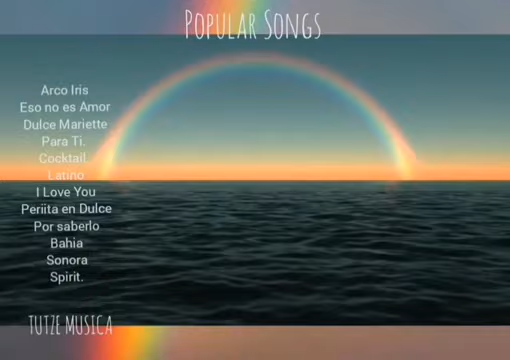 Popular Songs
Arco Iris
Eso no es Amor
Dulce Mariette
Para Ti.
Cocktail.
Latino
I Love You
Periita en Dulce
Por saberlo
Bahia
Sonora
Spirit.
TUTZE MUSICA